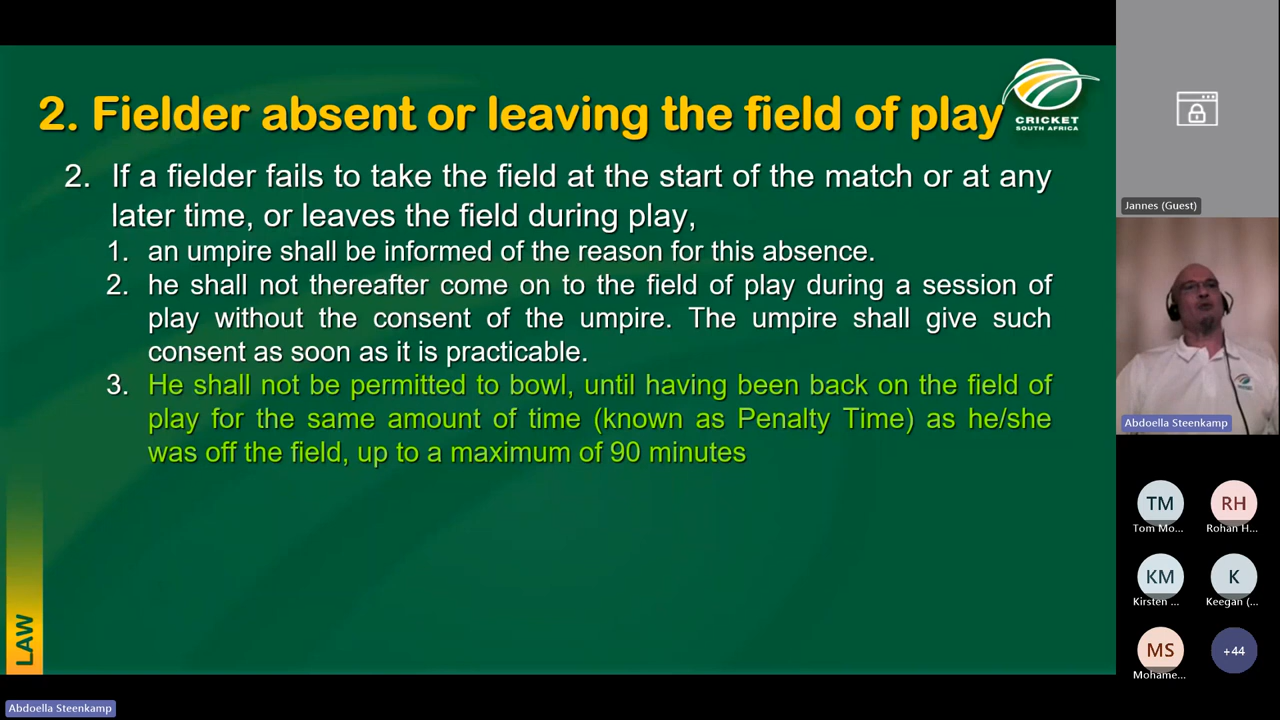 2. Fielder absent or leaving the field of play
CRICKET
SOUTH AFRICA
2. If a fielder fails to take the field at the start of the match or at any
later time, or leaves the field during play,
1. an umpire shall be informed of the reason for this absence.
2. he shall not thereafter come on to the field of play during a session of
play without the consent of the umpire. The umpire shall give such
consent as soon as it is practicable.
3. He shall not be permitted to bowl, until having been back on the field of
play for the same amount of time (known as Penalty Time) as he/she
was off the field, up to a maximum of 90 minutes
LAW
Abdoella Steenkamp
Jannes (Guest)
Abdoella Steenkamp
TM
Tom Mo...
RH
Rohan H...
KM
Kirsten ...
K
Keegan (...
MS
Mohame...
+44